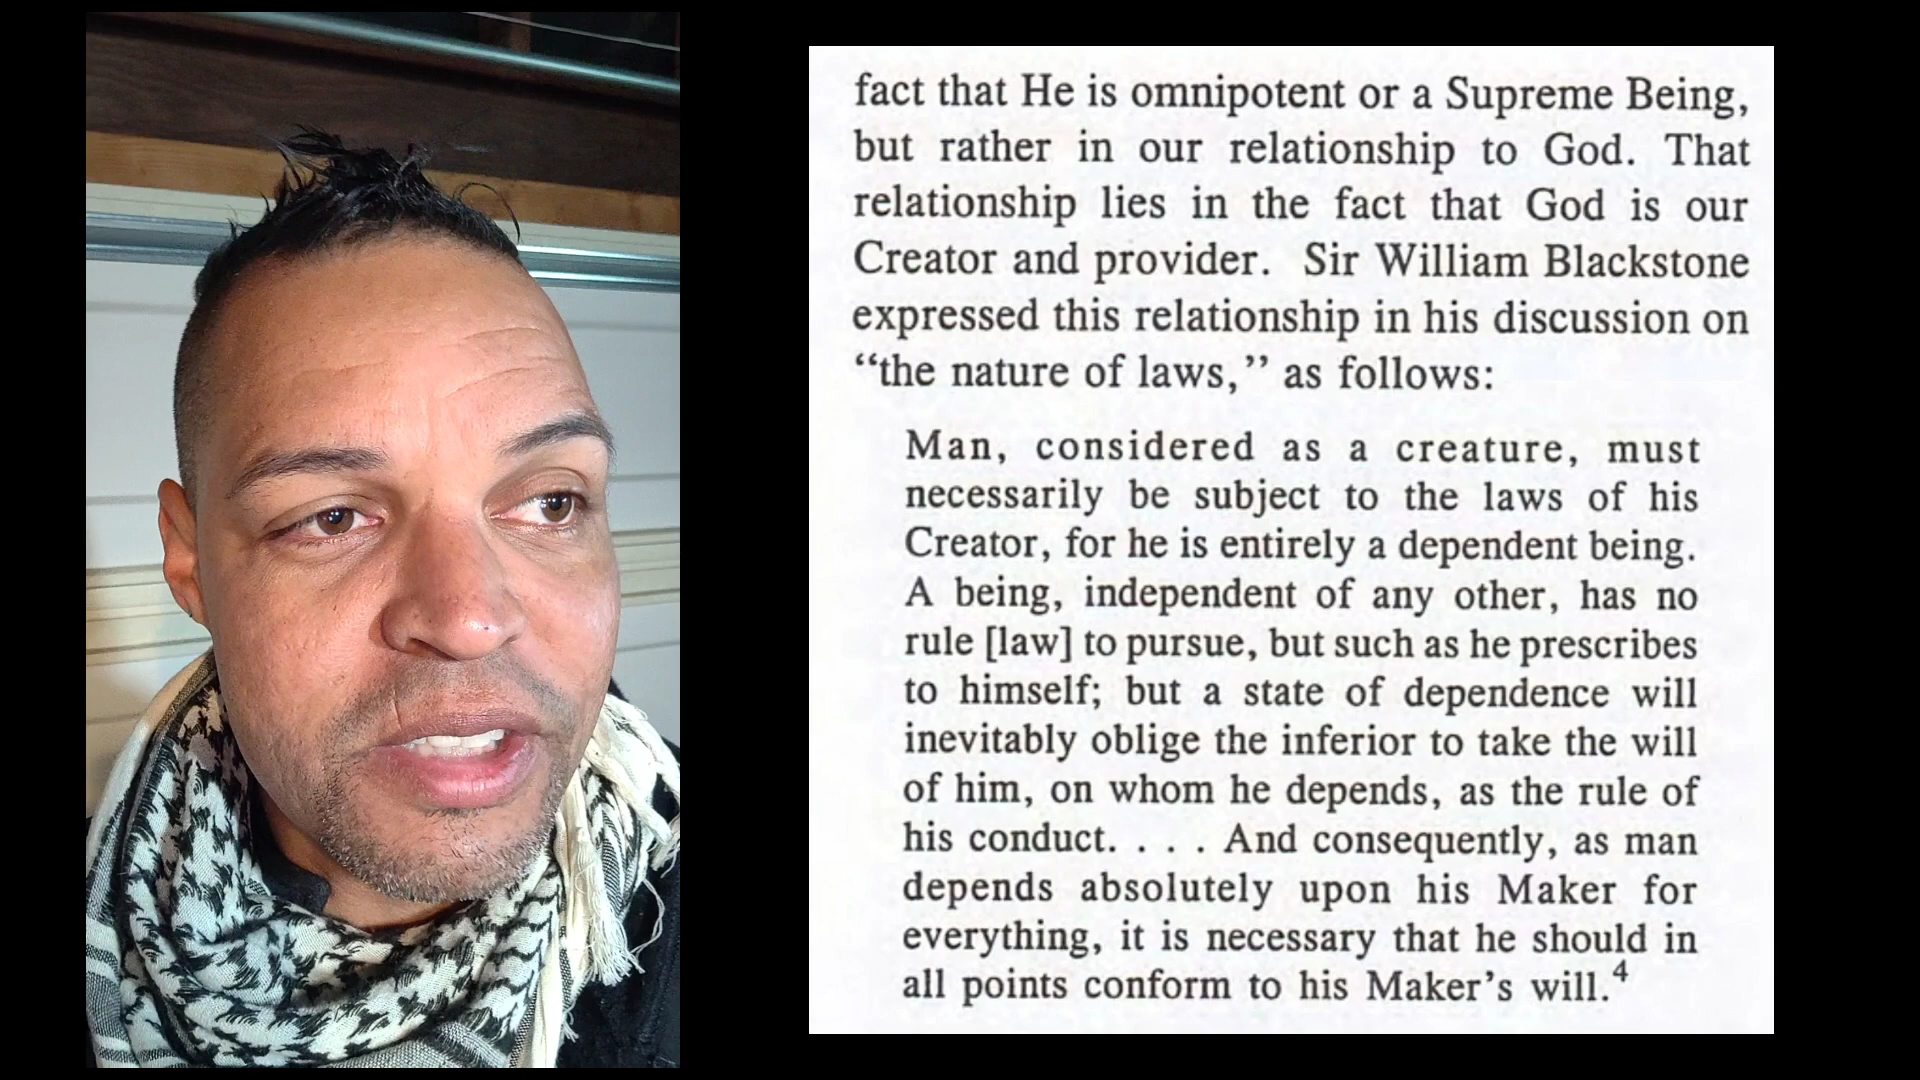 fact that He is omnipotent or a Supreme Being,
but rather in our relationship to God. That
relationship lies in the fact that God is our
Creator and provider. Sir William Blackstone
expressed this relationship in his discussion on
“the nature of laws,” as follows:
Man, considered as a creature, must
necessarily be subject to the laws of his
Creator, for he is entirely a dependent being.
A being, independent of any other, has no
rule [law] to pursue, but such as he prescribes
to himself; but a state of dependence will
inevitably oblige the inferior to take the will
of him, on whom he depends, as the rule of
his conduct. . . . And consequently, as man
depends absolutely upon his Maker for
everything, it is necessary that he should in
all points conform to his Maker’s will.4